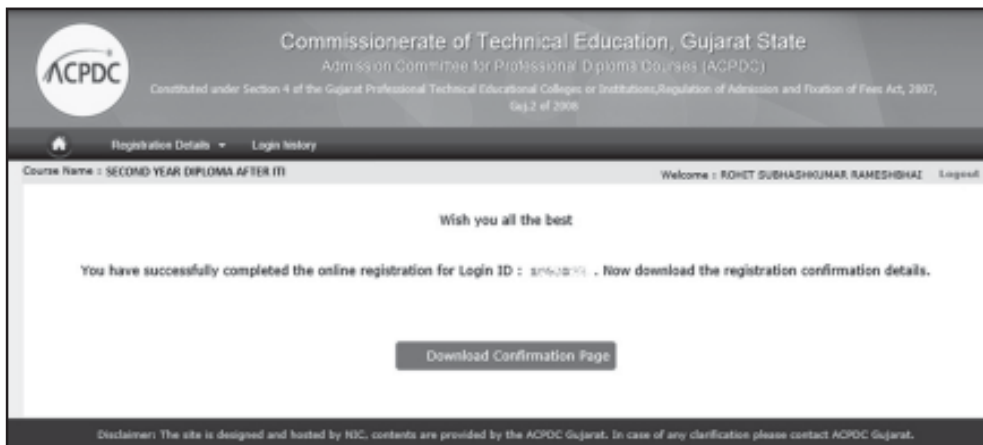 ACPDC
Commissionerate of Technical Education, Gujarat State
Admission Committee for Professional Diploma Courses (ACPDC)
Constituted under Section 4 of the Gujarat Professional Technical Educational Colleges or Institutions,Regulation of Admission and Fixation of Fees Act, 2007,
Guj.2 of 2008
Registration Details Login history
Course Name : SECOND YEAR DIPLOMA AFTER ITI Welcome : ROHIT SUBHASHKUMAR RAMESHBHAI Logout
Wish you all the best
You have successfully completed the online registration for Login ID : . Now download the registration confirmation details.
Download Confirmation Page
Disclaimer: The site is designed and hosted by NIC, contents are provided by the ACPDC Gujarat. In case of any clarification please contact ACPDC Gujarat.